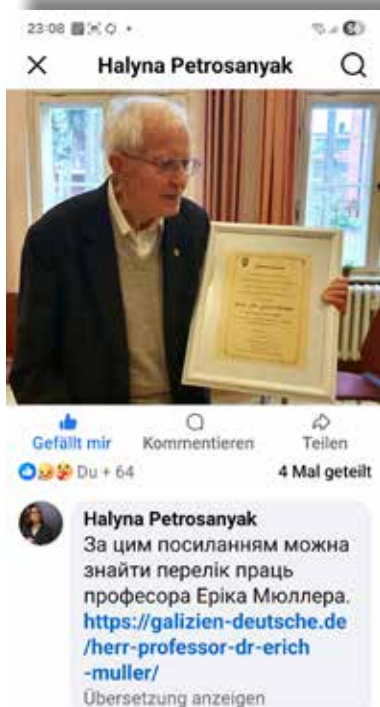 23:08
Halyna Petrosanyak
Gefällt mir
Kommentieren
Teilen
Du + 64
4 Mal geteilt
Halyna Petrosanyak
За цим посиланням можна
знайти перелік праць
професора Еріка Мюллера.
https://galizien-deutsche.de
/herr-professor-dr-erich
-muller/
Übersetzung anzeigen